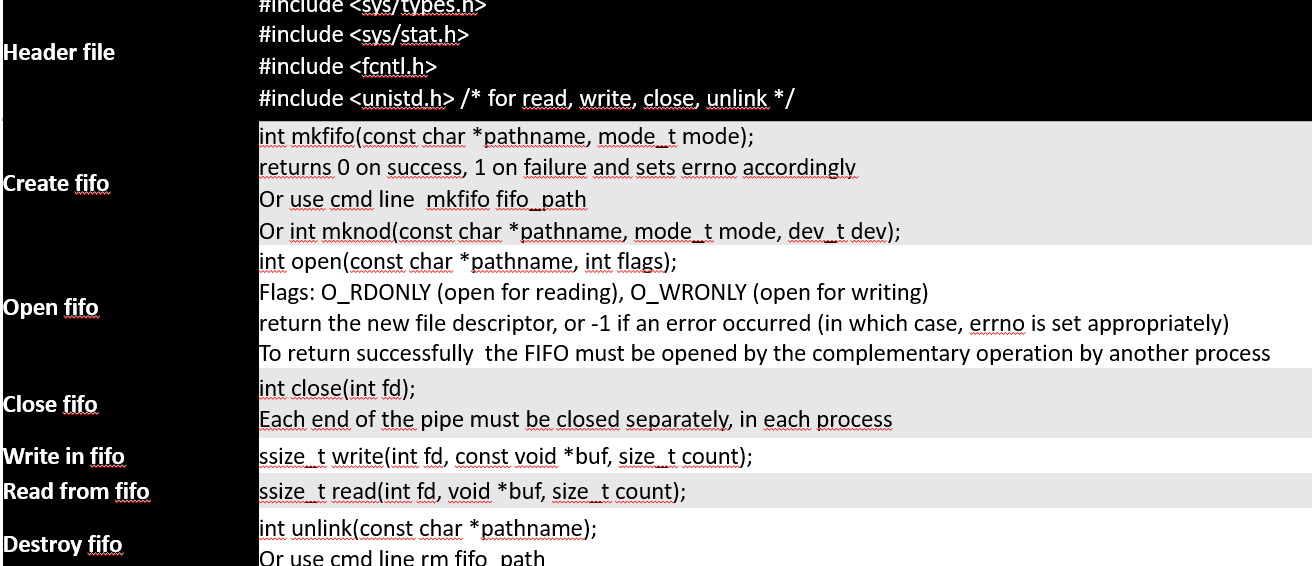 Header file
#include <sys/types.h>
#include <sys/stat.h>
#include <fcntl.h>
#include <unistd.h> /* for read, write, close, unlink */
Create fifo
int mkfifo(const char *pathname, mode_t mode);
returns 0 on success, 1 on failure and sets errno accordingly
Or use cmd line  mkfifo fifo_path
Or int mknod(const char *pathname, mode_t mode, dev_t dev);
Open fifo
int open(const char *pathname, int flags);
Flags: O_RDONLY (open for reading), O_WRONLY (open for writing)
return the new file descriptor, or -1 if an error occurred (in which case, errno is set appropriately)
To return successfully  the FIFO must be opened by the complementary operation by another process
Close fifo
int close(int fd);
Each end of the pipe must be closed separately, in each process
Write in fifo
ssize_t write(int fd, const void *buf, size_t count);
Read from fifo
ssize_t read(int fd, void *buf, size_t count);
Destroy fifo
int unlink(const char *pathname);
Or use cmd line rm fifo_path